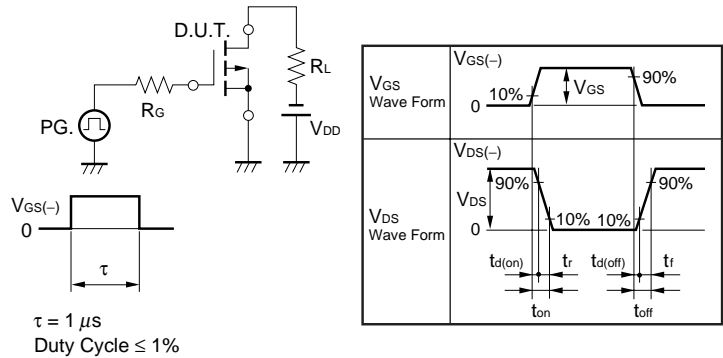 D.U.T.
RL
RG
PG.
VDD
VGS(−)
0
τ
τ = 1 μs
Duty Cycle ≤ 1%
VGS
Wave Form
VGS(−)
10%
VGS
90%
0
VDS
Wave Form
VDS(−)
90%
90%
VDS
10%
10%
0
td(on)
tr
td(off)
tf
ton
toff